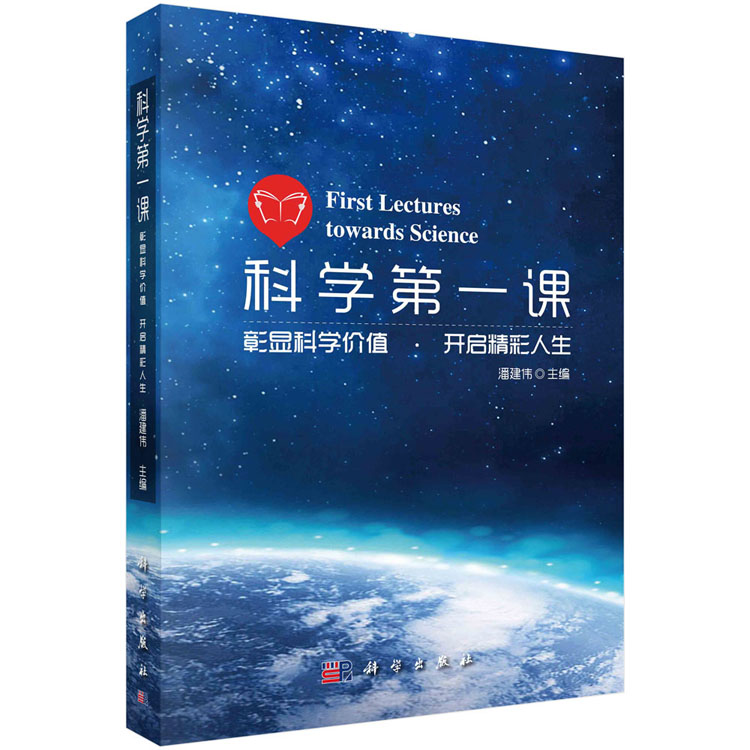 科学第一课
彰显科学价值 开启精彩人生
潘建伟 主编
科学出版社
First Lectures
towards Science
科学第一课
彰显科学价值 · 开启精彩人生
潘建伟◎主编
科学出版社